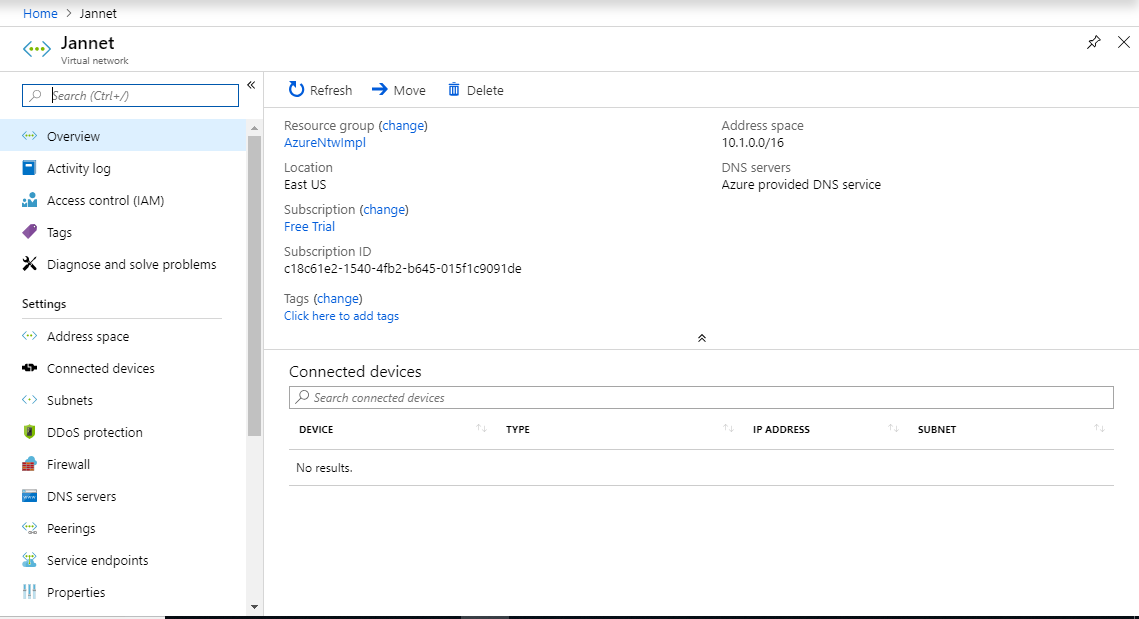 Home > Jannet
Jannet
Virtual network
Search (Ctrl+/)
«
Overview
Activity log
Access control (IAM)
Tags
Diagnose and solve problems
Settings
Address space
Connected devices
Subnets
DDoS protection
Firewall
DNS servers
Peerings
Service endpoints
Properties
Refresh Move Delete
Resource group (change)
AzureNtwImpl
Location
East US
Subscription (change)
Free Trial
Subscription ID
c18c61e2-1540-4fb2-b645-015f1c9091de
Tags (change)
Click here to add tags
Address space
10.1.0.0/16
DNS servers
Azure provided DNS service
Connected devices
Search connected devices
DEVICE TYPE IP ADDRESS SUBNET
No results.